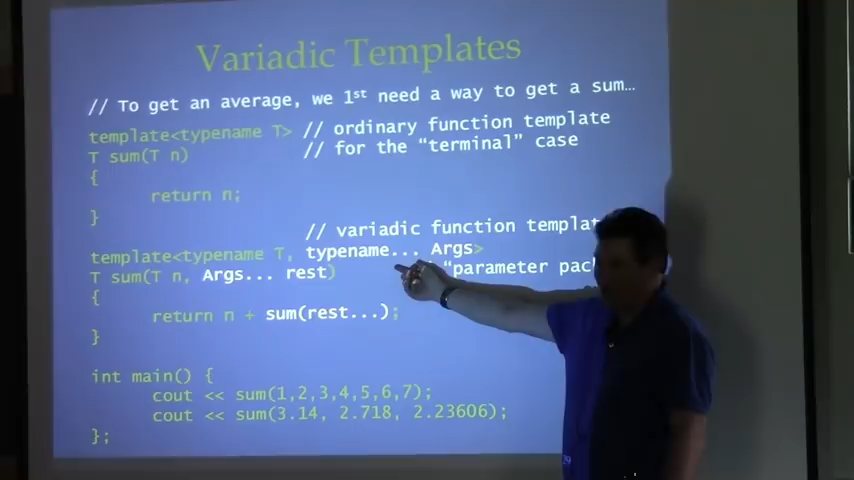 Variadic Templates
// To get an average, we 1st need a way to get a sum…
template<typename T> // ordinary function template
T sum(T n) // for the “terminal” case
{
return n;
}
// variadic function templat
template<typename T, typename... Args>
T sum(T n, Args... rest) “parameter pac
{
return n + sum(rest...);
}
int main() {
cout << sum(1,2,3,4,5,6,7);
cout << sum(3.14, 2.718, 2.23606);
};
29